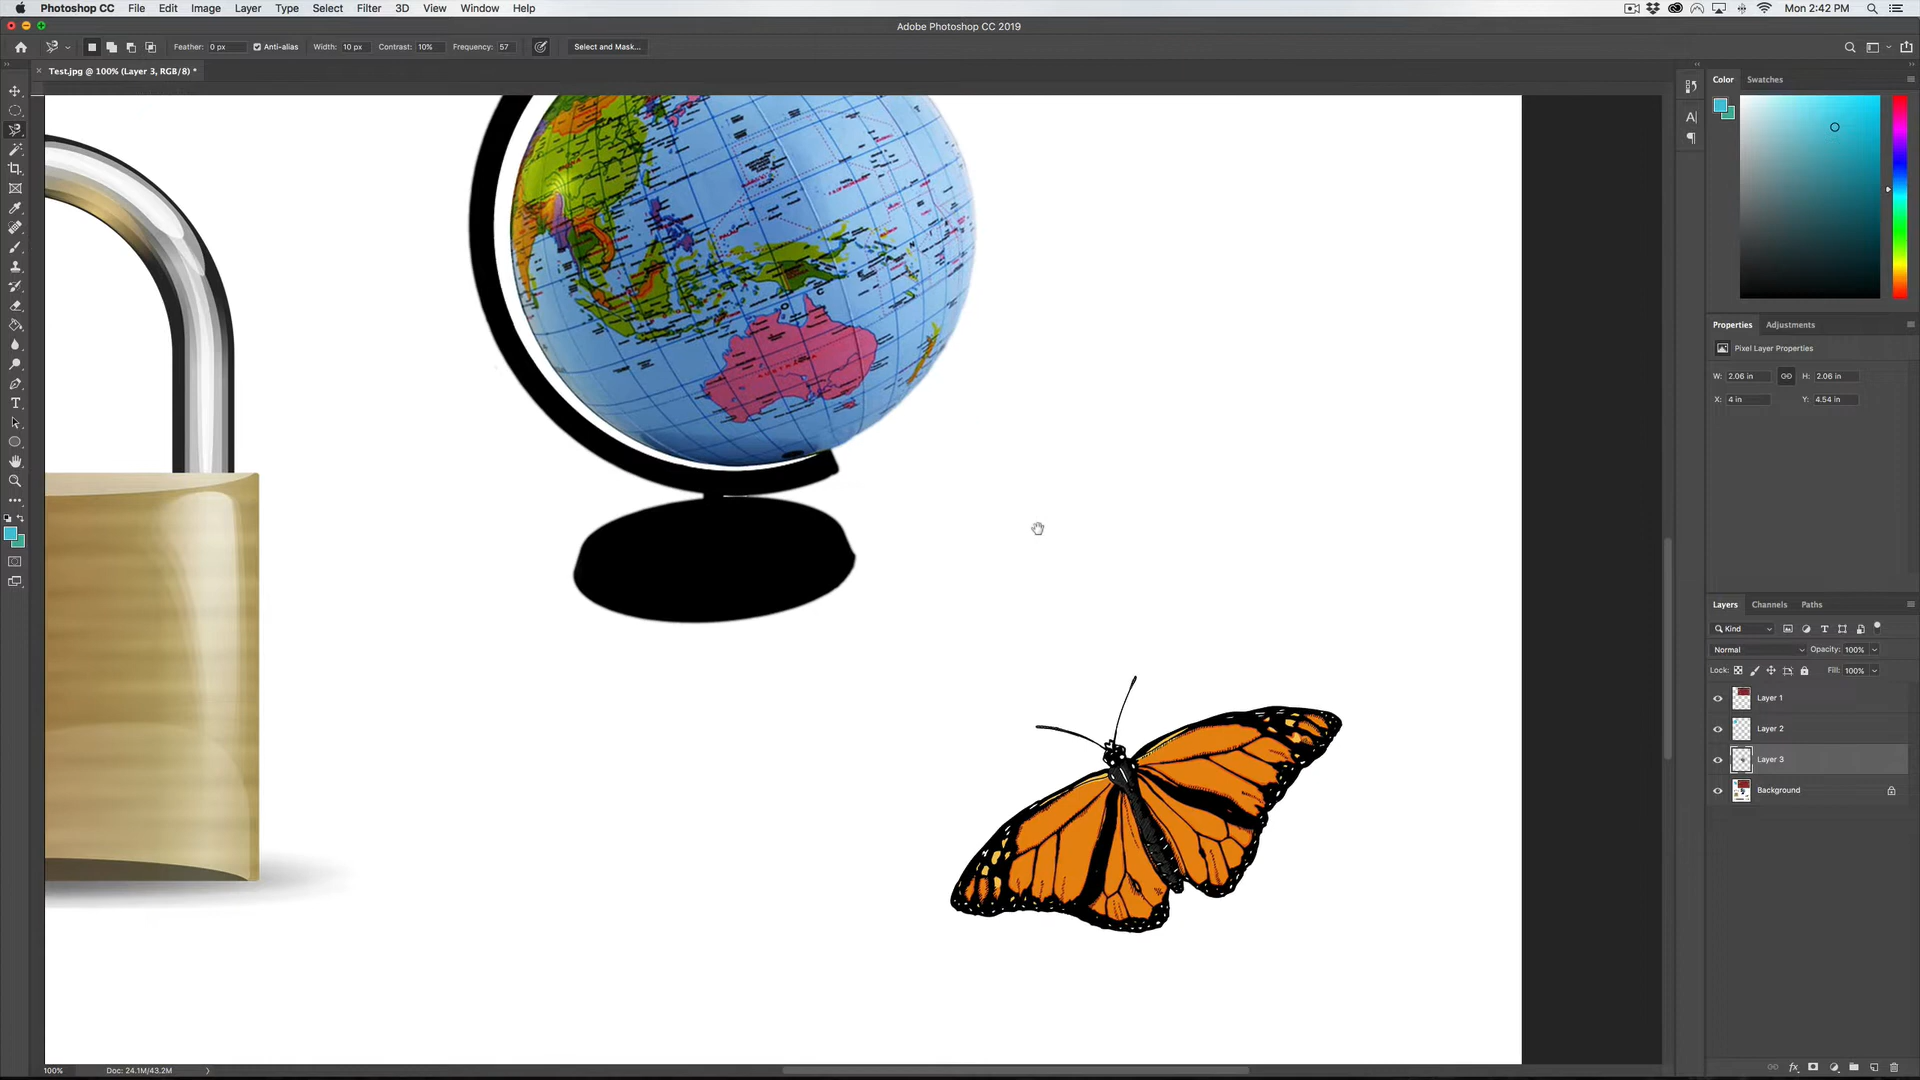 Photoshop CC File Edit Image Layer Type Select Filter 3D View Window Help Mon 2:42 PM
Adobe Photoshop CC 2019
Feather: 0 px Anti-alias Width: 10 px Contrast: 10% Frequency: 57 Select and Mask...
Test.jpg @ 100% (Layer 3, RGB/8) *
Color Swatches
Properties Adjustments
Pixel Layer Properties
W: 2.06 in H: 2.06 in
X: 4 in Y: 4.54 in
Layers Channels Paths
Kind
Normal Opacity: 100%
Lock: Fill: 100%
Layer 1
Layer 2
Layer 3
Background
AUSTRALIA
100% Doc: 24.1M/43.2M